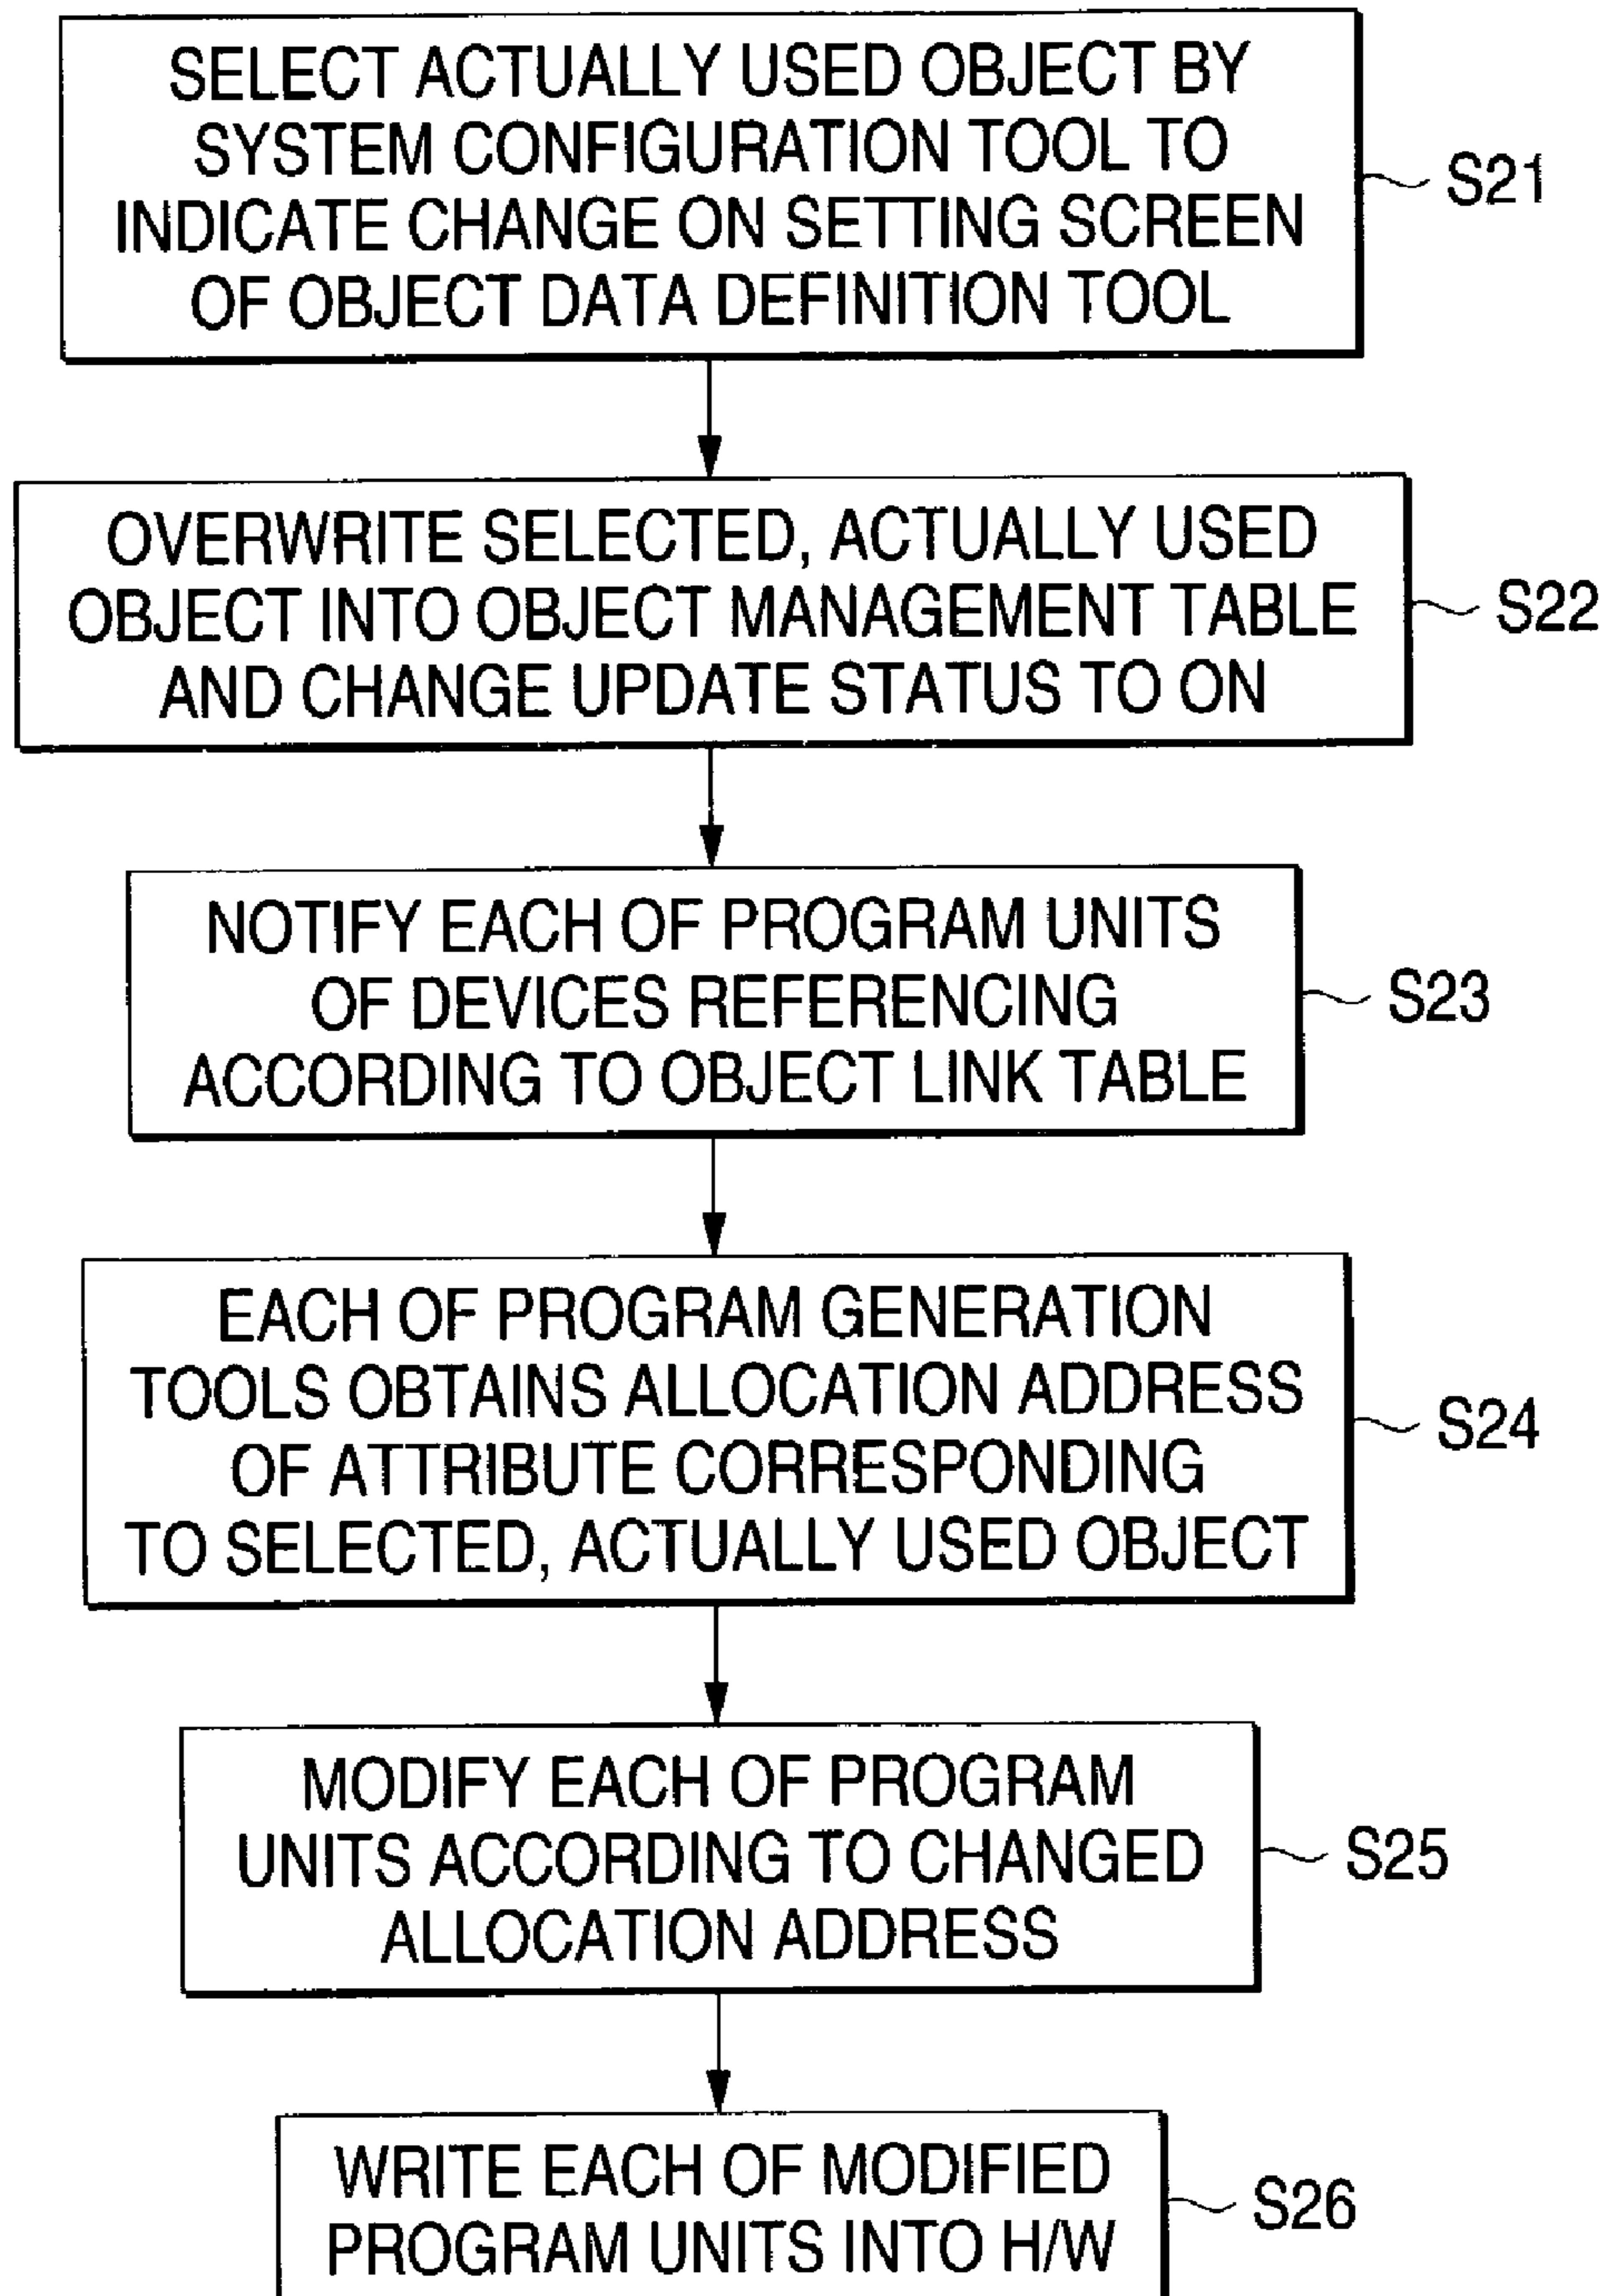 SELECT ACTUALLY USED OBJECT BY
SYSTEM CONFIGURATION TOOL TO
INDICATE CHANGE ON SETTING SCREEN
OF OBJECT DATA DEFINITION TOOL
S21
OVERWRITE SELECTED, ACTUALLY USED
OBJECT INTO OBJECT MANAGEMENT TABLE
AND CHANGE UPDATE STATUS TO ON
S22
NOTIFY EACH OF PROGRAM UNITS
OF DEVICES REFERENCING
ACCORDING TO OBJECT LINK TABLE
S23
EACH OF PROGRAM GENERATION
TOOLS OBTAINS ALLOCATION ADDRESS
OF ATTRIBUTE CORRESPONDING
TO SELECTED, ACTUALLY USED OBJECT
S24
MODIFY EACH OF PROGRAM
UNITS ACCORDING TO CHANGED
ALLOCATION ADDRESS
S25
WRITE EACH OF MODIFIED
PROGRAM UNITS INTO H/W
S26